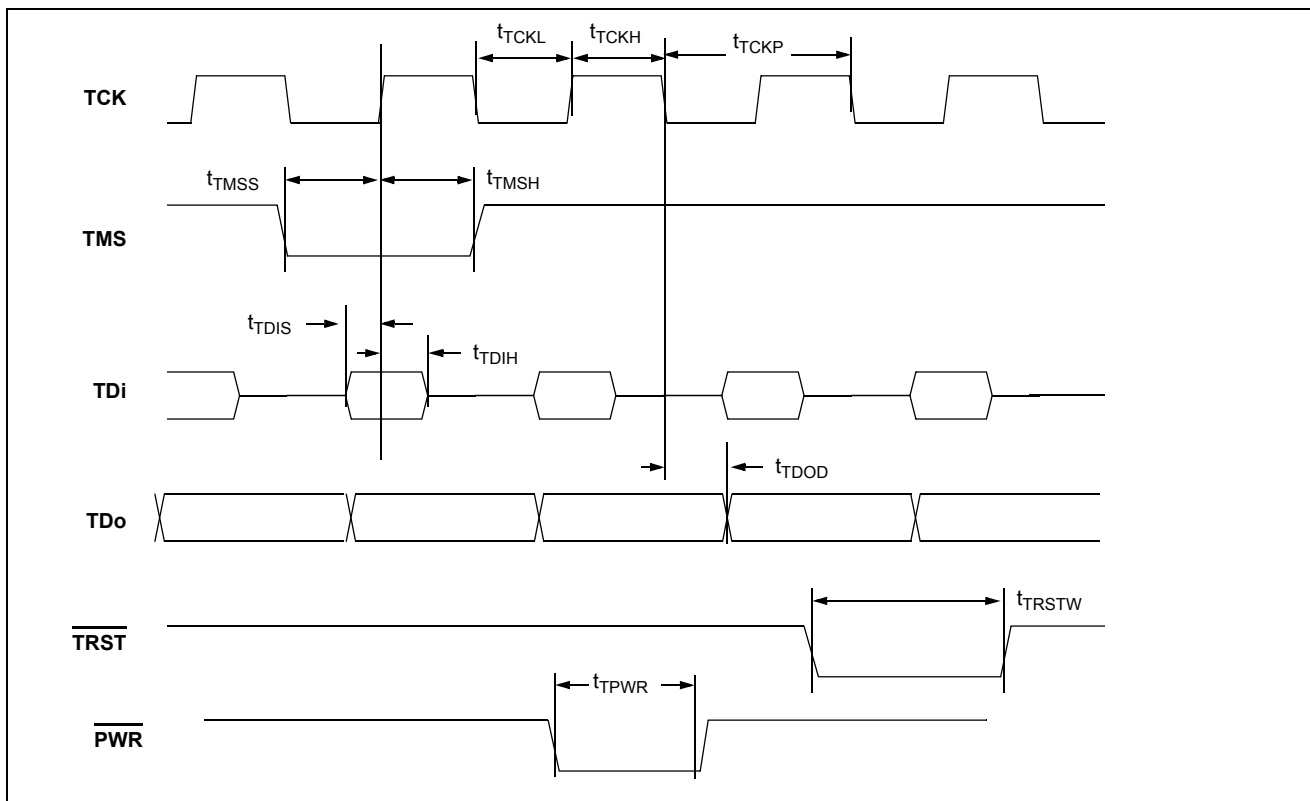 tTCKL
tTCKH
tTCKP
TCK
tTMSS
tTMSH
TMS
tTDIS
tTDIH
TDi
tTDOD
TDo
tTRSTW
TRST
tTPWR
PWR